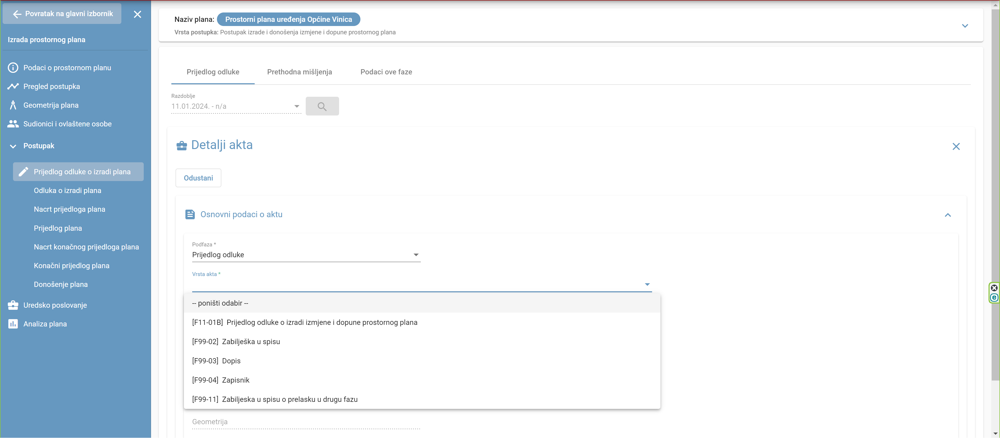 Povratak na glavni izbornik
Izrada prostornog plana
Podaci o prostornom planu
Pregled postupka
Geometrija plana
Sudionici i ovlaštene osobe
Postupak
Prijedlog odluke o izradi plana
Odluka o izradi plana
Nacrt prijedloga plana
Prijedlog plana
Nacrt konačnog prijedloga plana
Konačni prijedlog plana
Donošenje plana
Uredsko poslovanje
Analiza plana
Naziv plana: Prostorni plana uređenja Općine Vinica
Vrsta postupka: Postupak izrade i donošenja izmjene i dopune prostornog plana
Prijedlog odluke Prethodna mišljenja Podaci ove faze
Razdoblje
11.01.2024. - n/a
Detalji akta
Odustani
Osnovni podaci o aktu
Podfaza *
Prijedlog odluke
Vrsta akta *
-- poništi odabir --
[F11-01B] Prijedlog odluke o izradi izmjene i dopune prostornog plana
[F99-02] Zabilješka u spisu
[F99-03] Dopis
[F99-04] Zapisnik
[F99-11] Zabiljeska u spisu o prelasku u drugu fazu
Geometrija